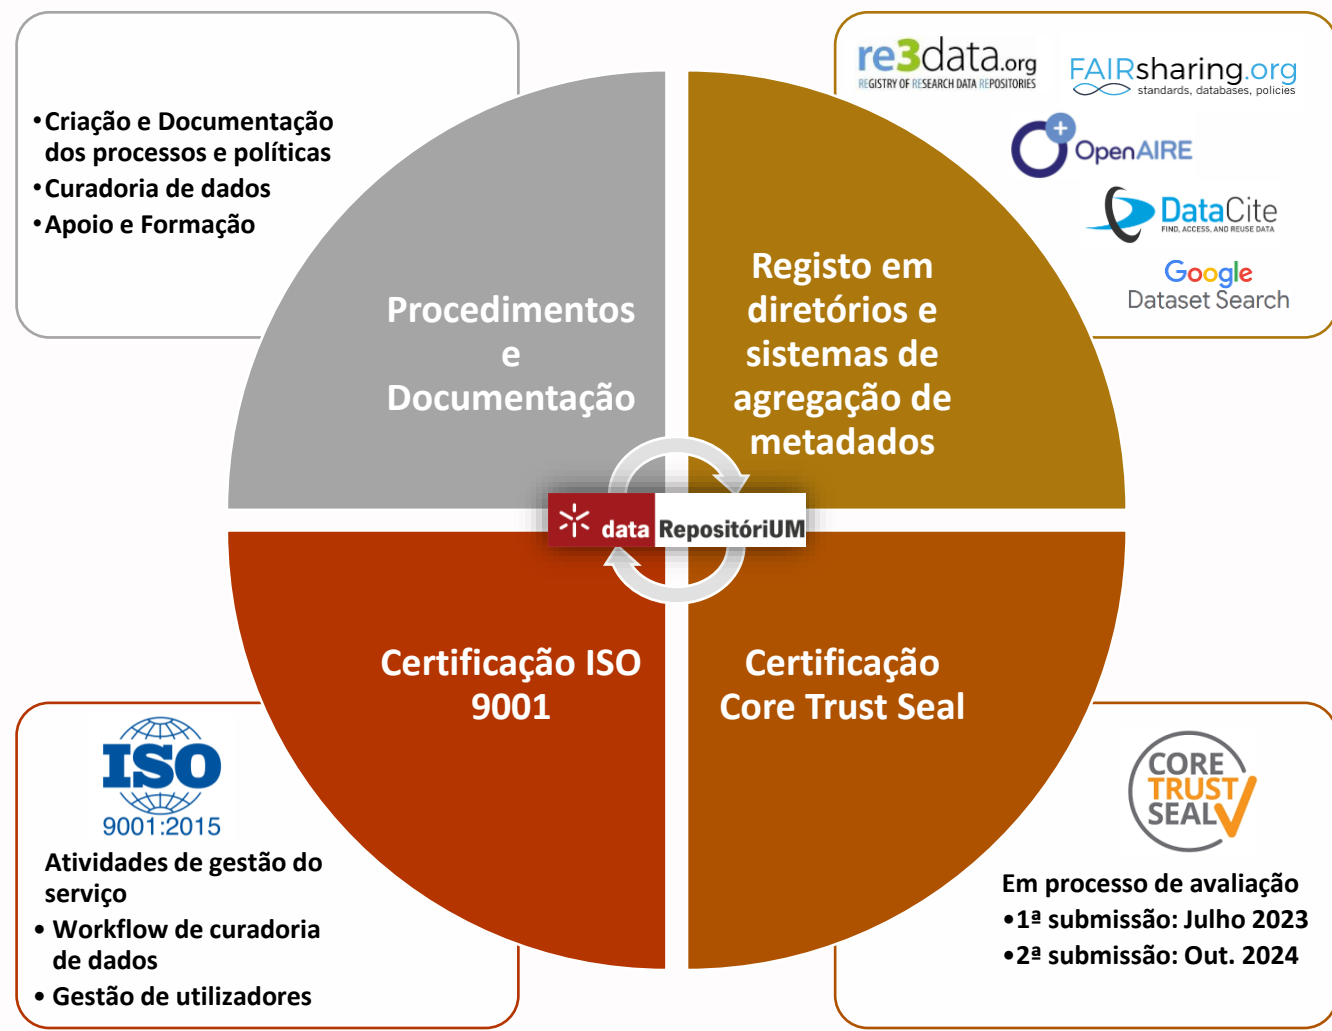 •Criação e Documentação
dos processos e políticas
•Curadoria de dados
•Apoio e Formação
Procedimentos
e
Documentação
re3data.org
REGISTRY OF RESEARCH DATA REPOSITORIES
FAIRsharing.org
standards, databases, policies
OpenAIRE
DataCite
FIND, ACCESS, AND REUSE DATA
Google
Dataset Search
Registo em
diretórios e
sistemas de
agregação de
metadados
data RepositóriUM
Certificação ISO
9001
ISO
9001:2015
Atividades de gestão do
serviço
• Workflow de curadoria
de dados
• Gestão de utilizadores
Certificação
Core Trust Seal
CORE
TRUST
SEAL
Em processo de avaliação
•1ª submissão: Julho 2023
•2ª submissão: Out. 2024